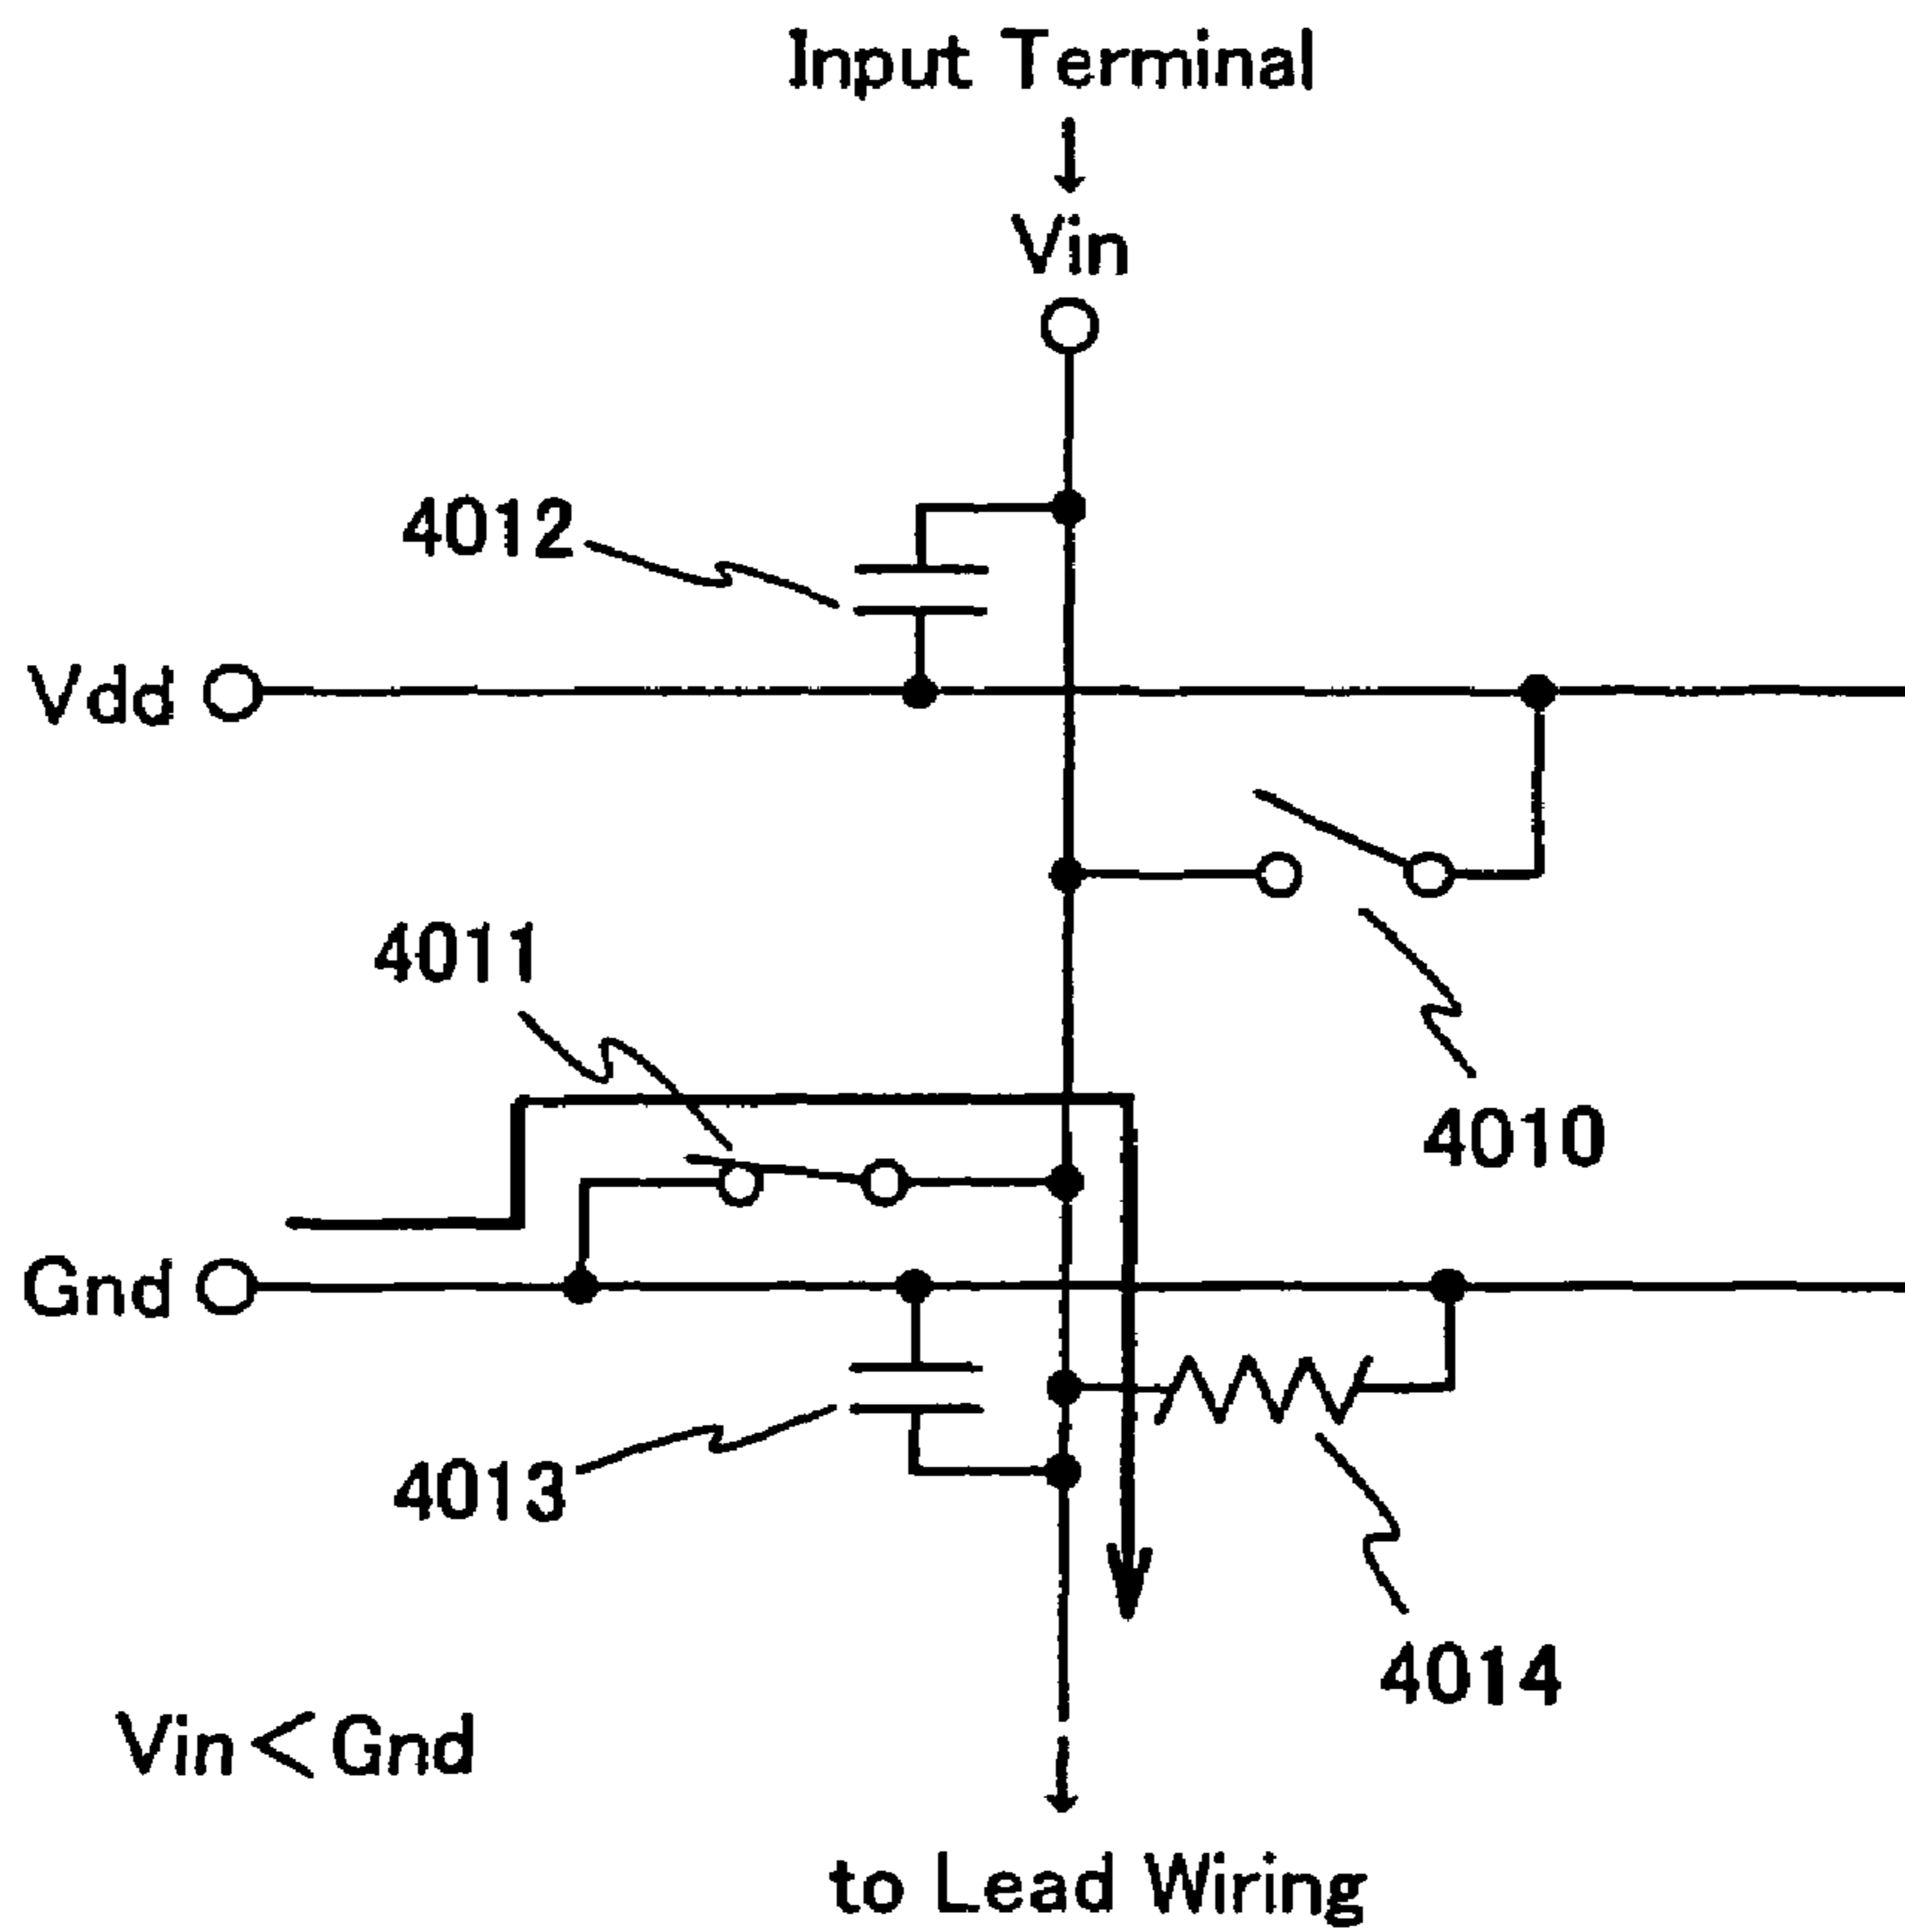 Input Terminal
Vin
4012
Vdd
4011
4010
Gnd
4013
4014
Vin<Gnd
to Lead Wiring